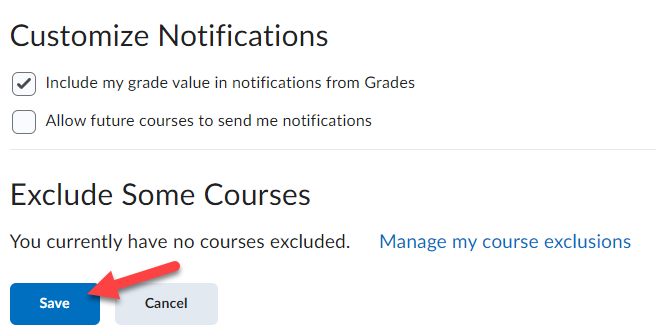 Customize Notifications
Include my grade value in notifications from Grades
Allow future courses to send me notifications
Exclude Some Courses
You currently have no courses excluded. Manage my course exclusions
Save Cancel